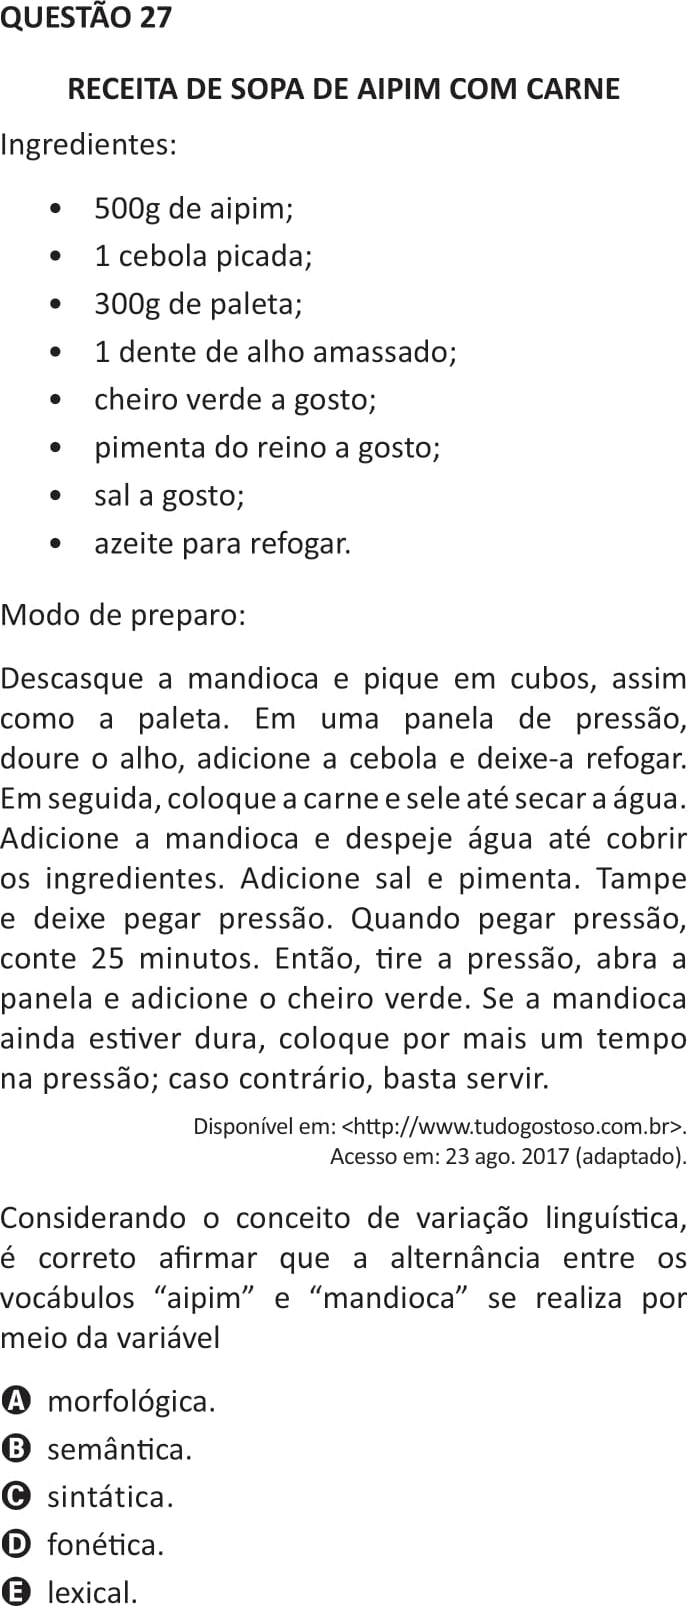 QUESTÃO 27
RECEITA DE SOPA DE AIPIM COM CARNE
Ingredientes:
• 500g de aipim;
• 1 cebola picada;
• 300g de paleta;
• 1 dente de alho amassado;
• cheiro verde a gosto;
• pimenta do reino a gosto;
• sal a gosto;
• azeite para refogar.
Modo de preparo:
Descasque a mandioca e pique em cubos, assim
como a paleta. Em uma panela de pressão,
doure o alho, adicione a cebola e deixe-a refogar.
Em seguida, coloque a carne e sele até secar a água.
Adicione a mandioca e despeje água até cobrir
os ingredientes. Adicione sal e pimenta. Tampe
e deixe pegar pressão. Quando pegar pressão,
conte 25 minutos. Então, tire a pressão, abra a
panela e adicione o cheiro verde. Se a mandioca
ainda estiver dura, coloque por mais um tempo
na pressão; caso contrário, basta servir.
Disponível em: <http://www.tudogostoso.com.br>.
Acesso em: 23 ago. 2017 (adaptado).
Considerando o conceito de variação linguística,
é correto afirmar que a alternância entre os
vocábulos “aipim” e “mandioca” se realiza por
meio da variável
A morfológica.
B semântica.
C sintática.
D fonética.
E lexical.